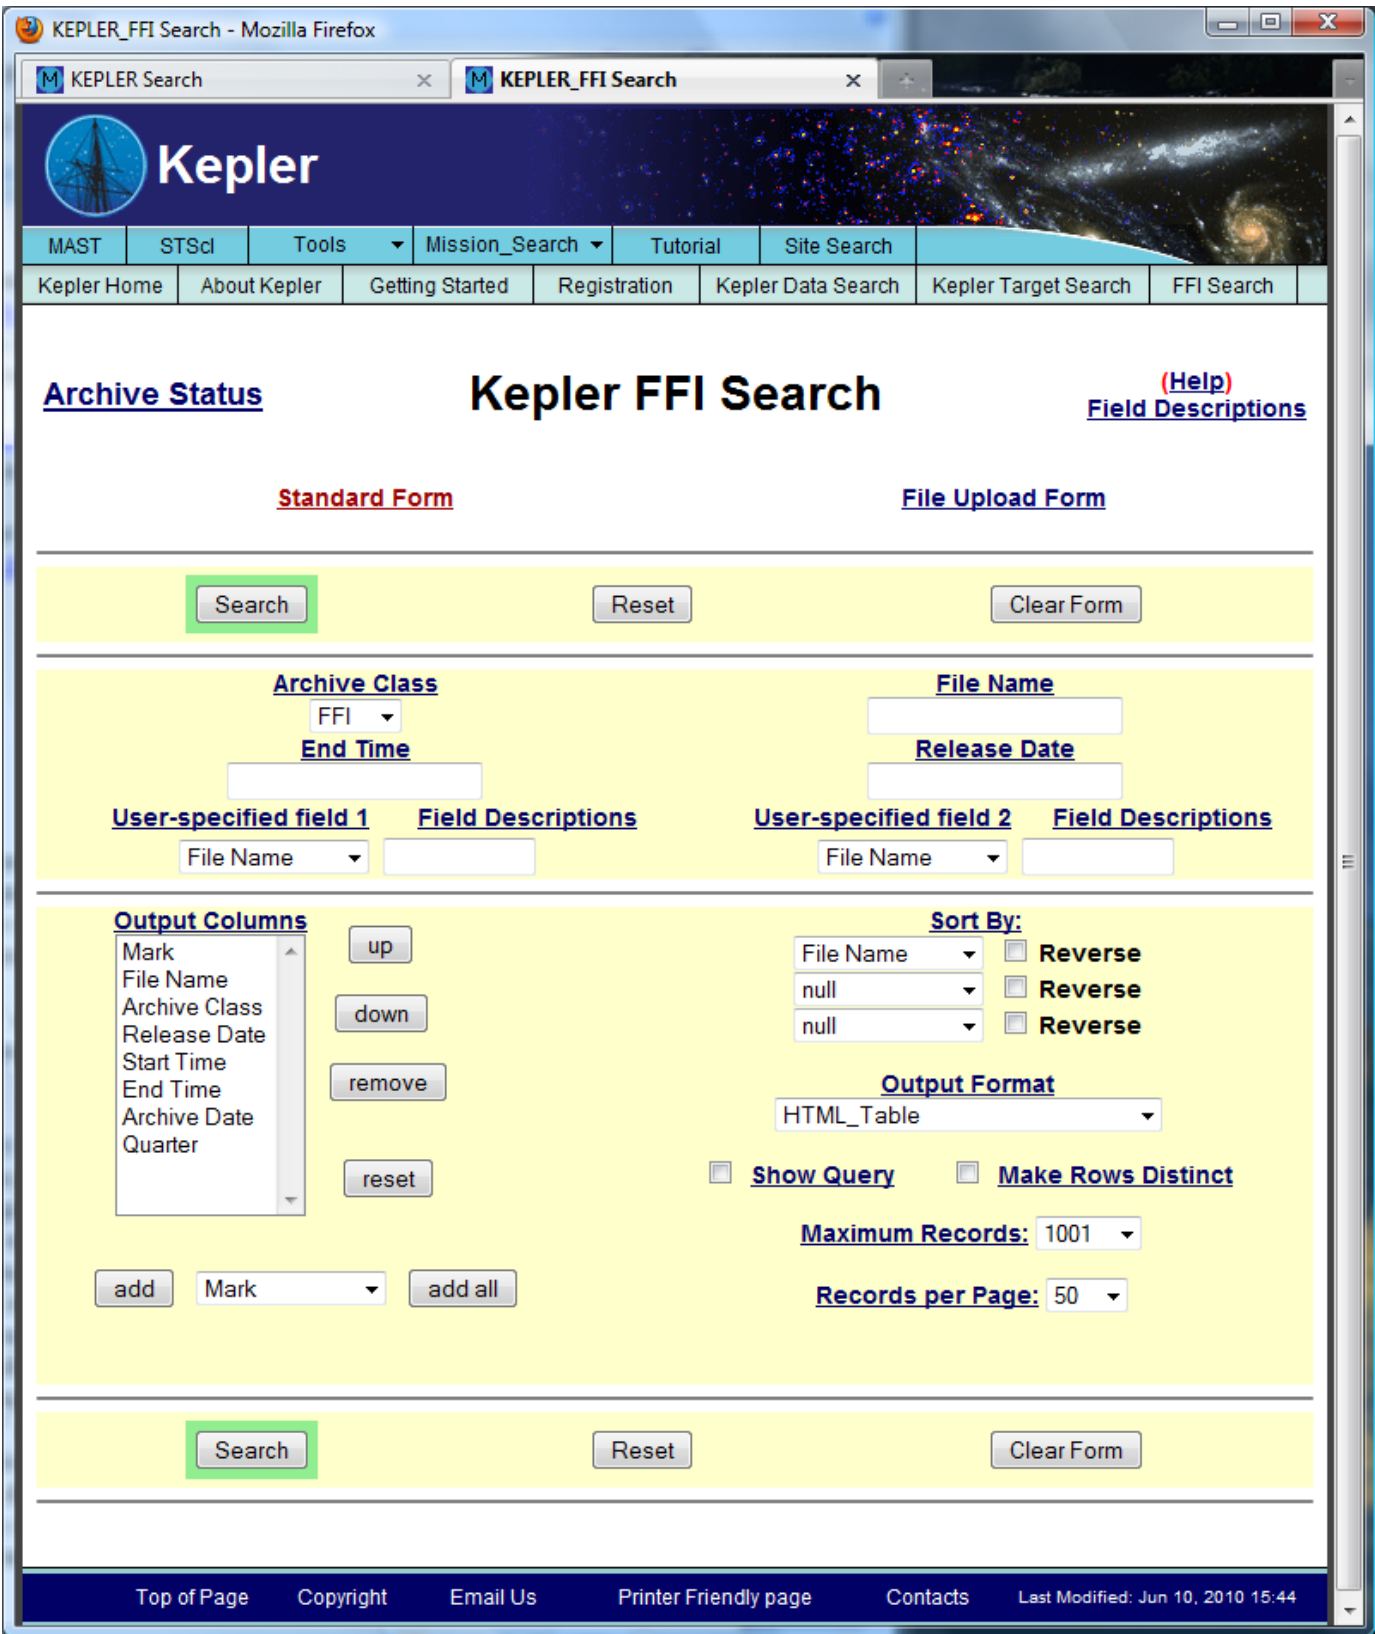 KEPLER_FFI Search - Mozilla Firefox
KEPLER Search
KEPLER_FFI Search
Kepler
MAST STScI Tools Mission_Search Tutorial Site Search
Kepler Home About Kepler Getting Started Registration Kepler Data Search Kepler Target Search FFI Search
Archive Status
Kepler FFI Search
(Help)
Field Descriptions
Standard Form File Upload Form
Search Reset Clear Form
Archive Class File Name
FFI
End Time Release Date
User-specified field 1 Field Descriptions User-specified field 2 Field Descriptions
File Name File Name
Output Columns
Mark
File Name
Archive Class
Release Date
Start Time
End Time
Archive Date
Quarter
up
down
remove
reset
add Mark add all
Sort By:
File Name Reverse
null Reverse
null Reverse
Output Format
HTML_Table
Show Query Make Rows Distinct
Maximum Records: 1001
Records per Page: 50
Search Reset Clear Form
Top of Page Copyright Email Us Printer Friendly page Contacts Last Modified: Jun 10, 2010 15:44